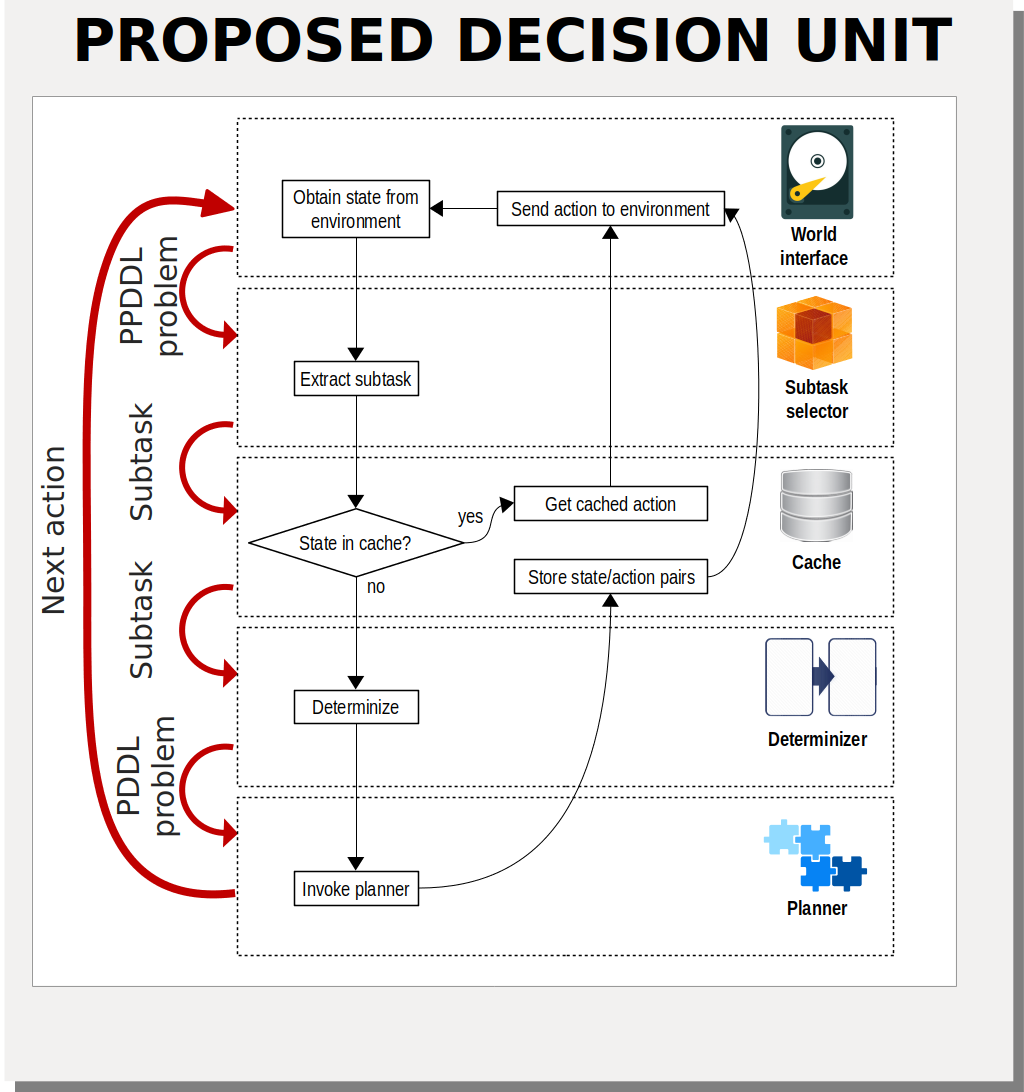 PROPOSED DECISION UNIT
Next action
PPDDL
problem
Subtask
Subtask
PDDL
problem
Obtain state from
environment
Send action to environment
World
interface
Extract subtask
Subtask
selector
State in cache?
yes
no
Get cached action
Store state/action pairs
Cache
Determinize
Determinizer
Invoke planner
Planner